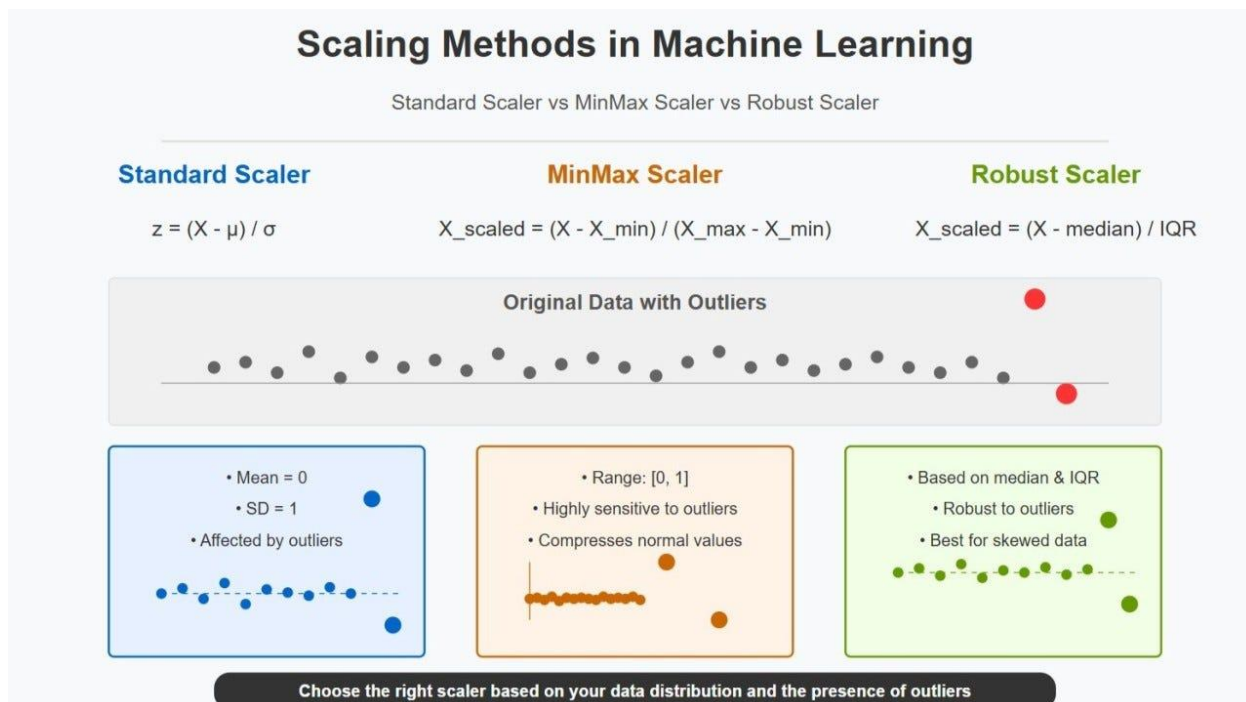 Scaling Methods in Machine Learning
Standard Scaler vs MinMax Scaler vs Robust Scaler
Standard Scaler
z = (X - μ) / σ
MinMax Scaler
X_scaled = (X - X_min) / (X_max - X_min)
Robust Scaler
X_scaled = (X - median) / IQR
Original Data with Outliers
• Mean = 0
• SD = 1
• Affected by outliers
• Range: [0, 1]
• Highly sensitive to outliers
• Compresses normal values
• Based on median & IQR
• Robust to outliers
• Best for skewed data
Choose the right scaler based on your data distribution and the presence of outliers